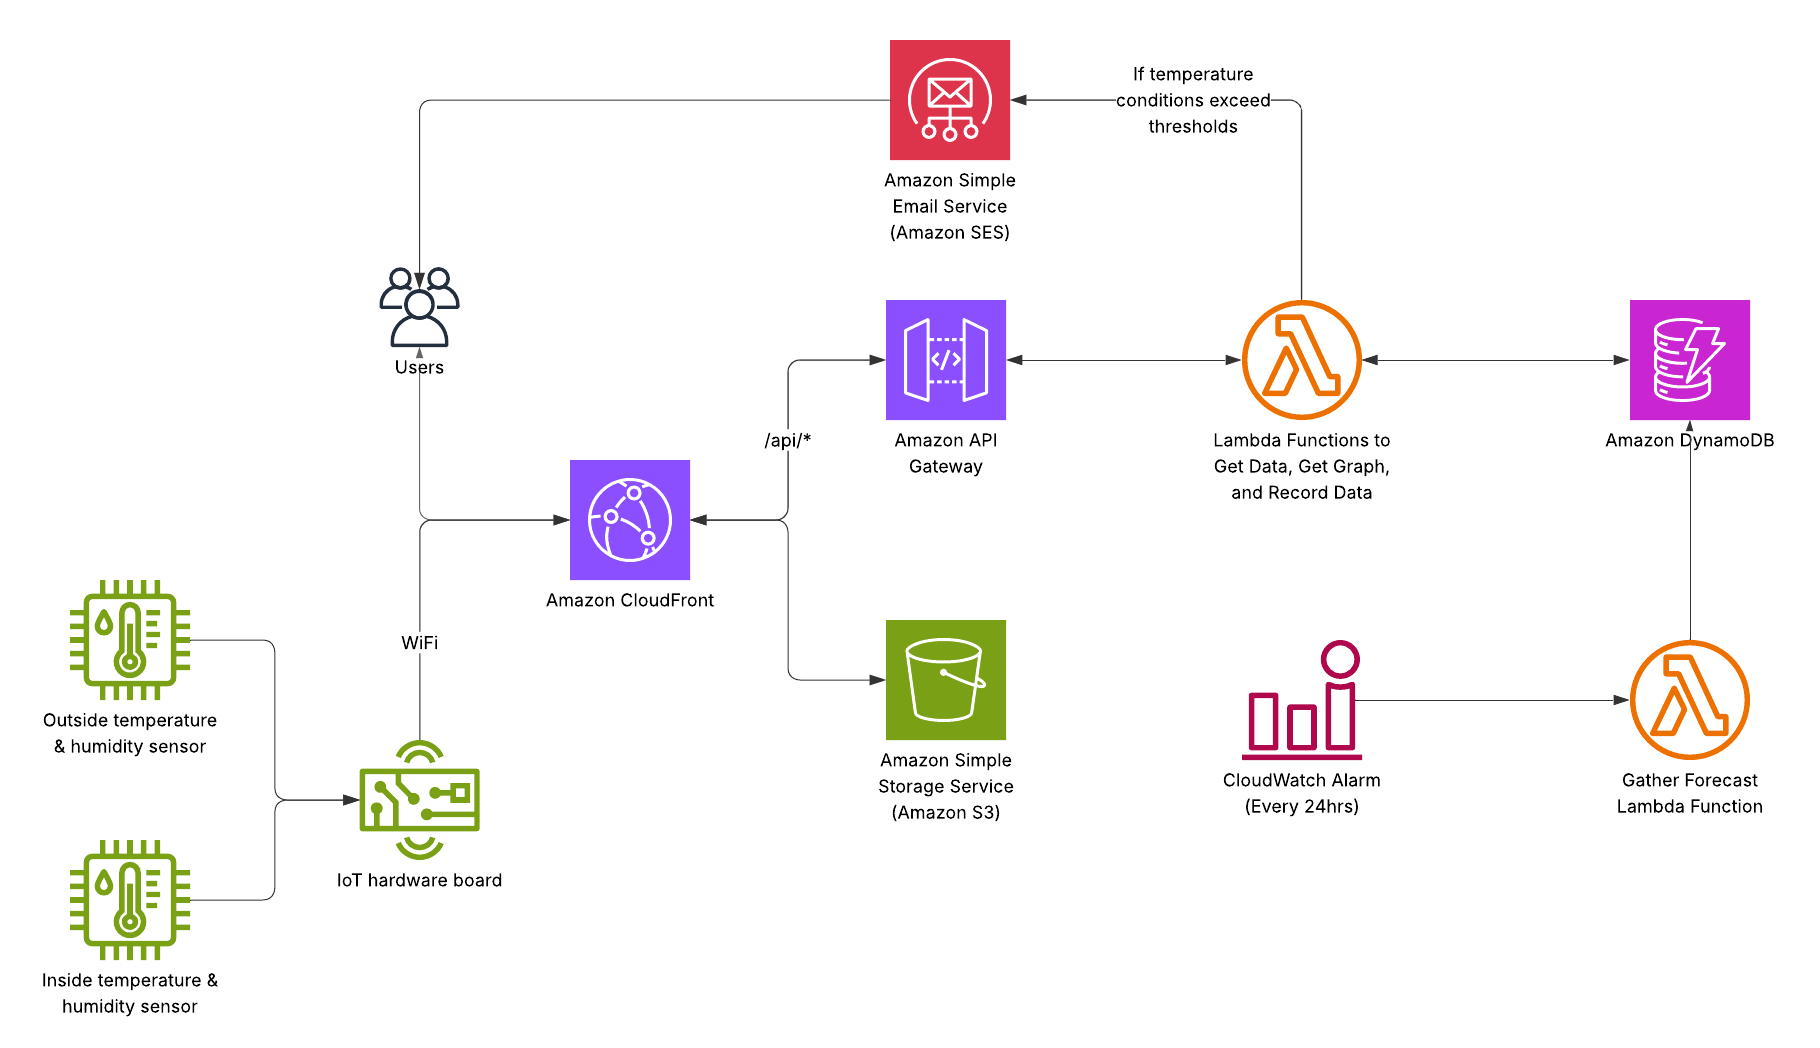 If temperature
conditions exceed
thresholds
Amazon Simple
Email Service
(Amazon SES)
Users
/api/*
Amazon API
Gateway
Lambda Functions to
Get Data, Get Graph,
and Record Data
Amazon DynamoDB
Amazon CloudFront
WiFi
Outside temperature
& humidity sensor
Amazon Simple
Storage Service
(Amazon S3)
CloudWatch Alarm
(Every 24hrs)
Gather Forecast
Lambda Function
IoT hardware board
Inside temperature &
humidity sensor